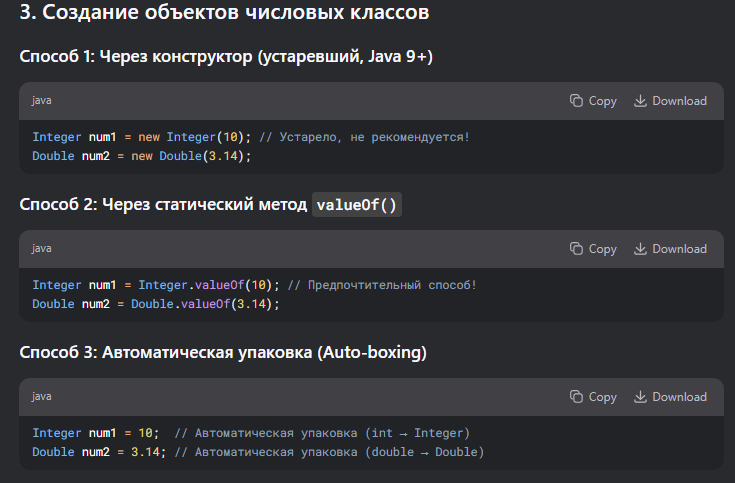 3. Создание объектов числовых классов
Способ 1: Через конструктор (устаревший, Java 9+)
java Copy Download
Integer num1 = new Integer(10); // Устарело, не рекомендуется!
Double num2 = new Double(3.14);
Способ 2: Через статический метод valueOf()
java Copy Download
Integer num1 = Integer.valueOf(10); // Предпочтительный способ!
Double num2 = Double.valueOf(3.14);
Способ 3: Автоматическая упаковка (Auto-boxing)
java Copy Download
Integer num1 = 10;  // Автоматическая упаковка (int → Integer)
Double num2 = 3.14; // Автоматическая упаковка (double → Double)